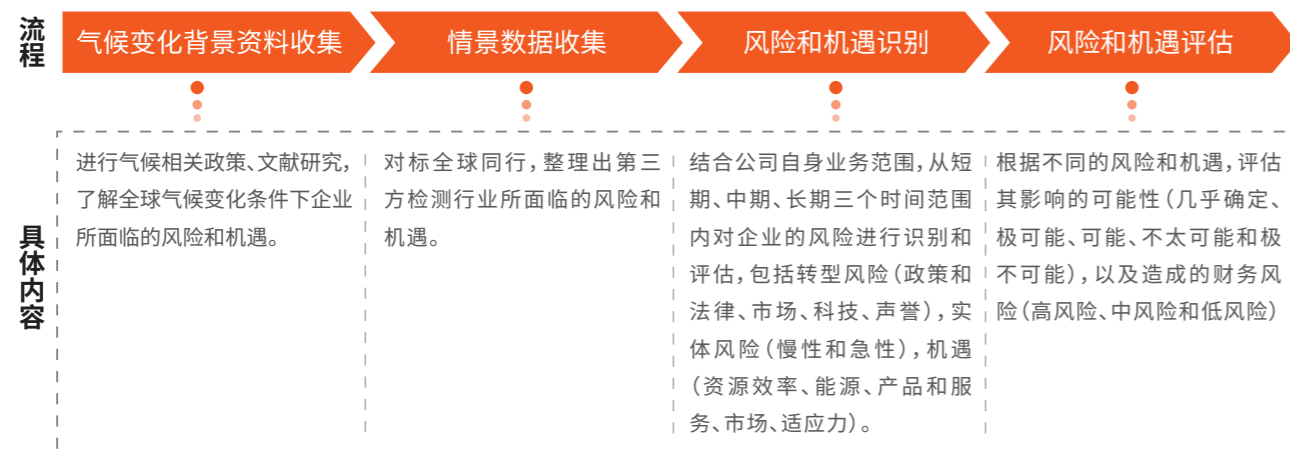 流程
气候变化背景资料收集
情景数据收集
风险和机遇识别
风险和机遇评估
具体内容
进行气候相关政策、文献研究，
了解全球气候变化条件下企业
所面临的风险和机遇。
对标全球同行，整理出第三
方检测行业所面临的风险和
机遇。
结合公司自身业务范围，从短
期、中期、长期三个时间范围
内对企业的风险进行识别和
评估，包括转型风险（政策和
法律、市场、科技、声誉），实
体风险（慢性和急性），机遇
（资源效率、能源、产品和服
务、市场、适应力）。
根据不同的风险和机遇，评估
其影响的可能性（几乎确定、
极可能、可能、不太可能和极
不可能），以及造成的财务风
险（高风险、中风险和低风险）